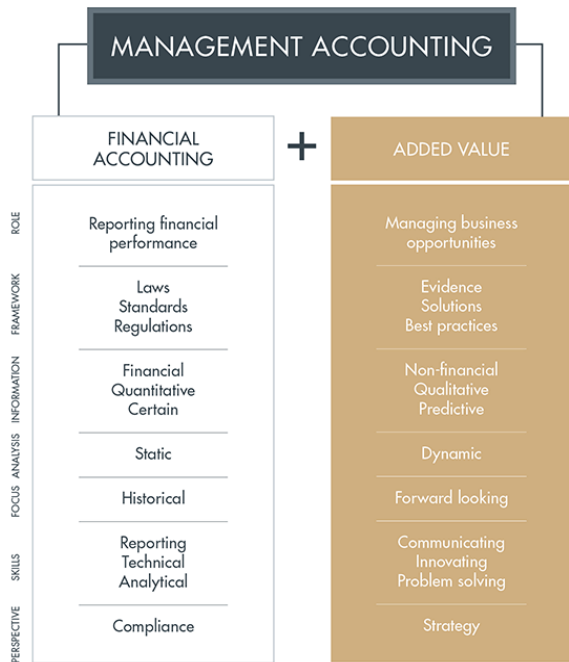 MANAGEMENT ACCOUNTING
FINANCIAL
ACCOUNTING
+
ADDED VALUE
ROLE
Reporting financial
performance
Managing business
opportunities
FRAMEWORK
Laws
Standards
Regulations
Evidence
Solutions
Best practices
INFORMATION
Financial
Quantitative
Certain
Non-financial
Qualitative
Predictive
ANALYSIS
Static
Dynamic
FOCUS
Historical
Forward looking
SKILLS
Reporting
Technical
Analytical
Communicating
Innovating
Problem solving
PERSPECTIVE
Compliance
Strategy